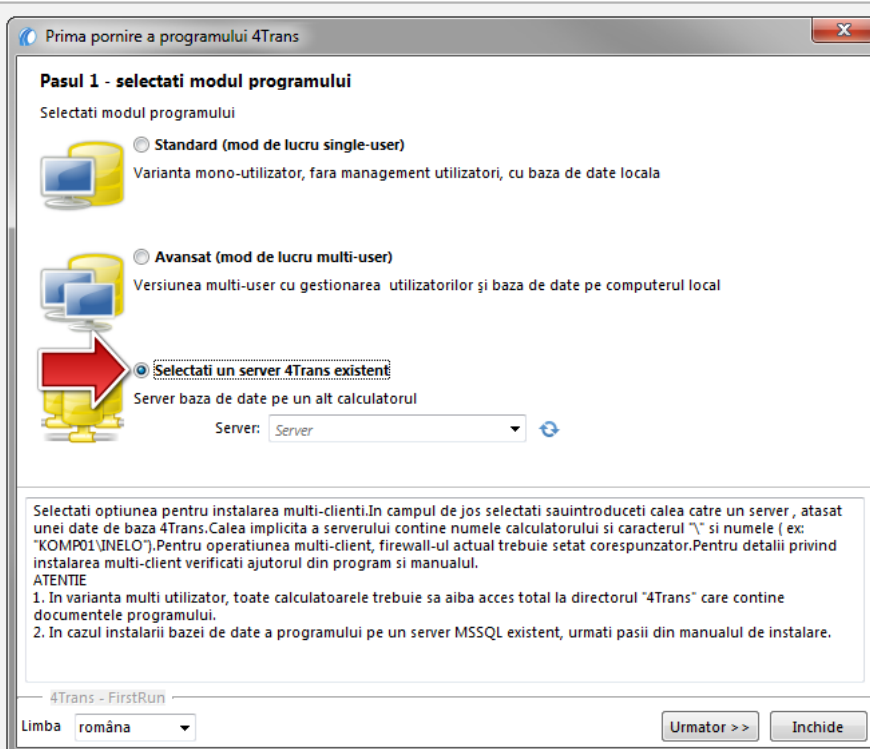 Prima pornire a programului 4Trans
Pasul 1 - selectati modul programului
Selectati modul programului
Standard (mod de lucru single-user)
Varianta mono-utilizator, fara management utilizatori, cu baza de date locala
Avansat (mod de lucru multi-user)
Versiunea multi-user cu gestionarea  utilizatorilor şi baza de date pe computerul local
Selectati un server 4Trans existent
Server baza de date pe un alt calculatorul
Server: Server
Selectati optiunea pentru instalarea multi-clienti.In campul de jos selectati sauintroduceti calea catre un server , atasat
unei date de baza 4Trans.Calea implicita a serverului contine numele calculatorului si caracterul "\" si numele ( ex:
"KOMP01\INELO").Pentru operatiunea multi-client, firewall-ul actual trebuie setat corespunzator.Pentru detalii privind
instalarea multi-client verificati ajutorul din program si manualul.
ATENTIE
1. In varianta multi utilizator, toate calculatoarele trebuie sa aiba acces total la directorul "4Trans" care contine
documentele programului.
2. In cazul instalarii bazei de date a programului pe un server MSSQL existent, urmati pasii din manualul de instalare.
4Trans - FirstRun
Limba româna Urmator >> Inchide